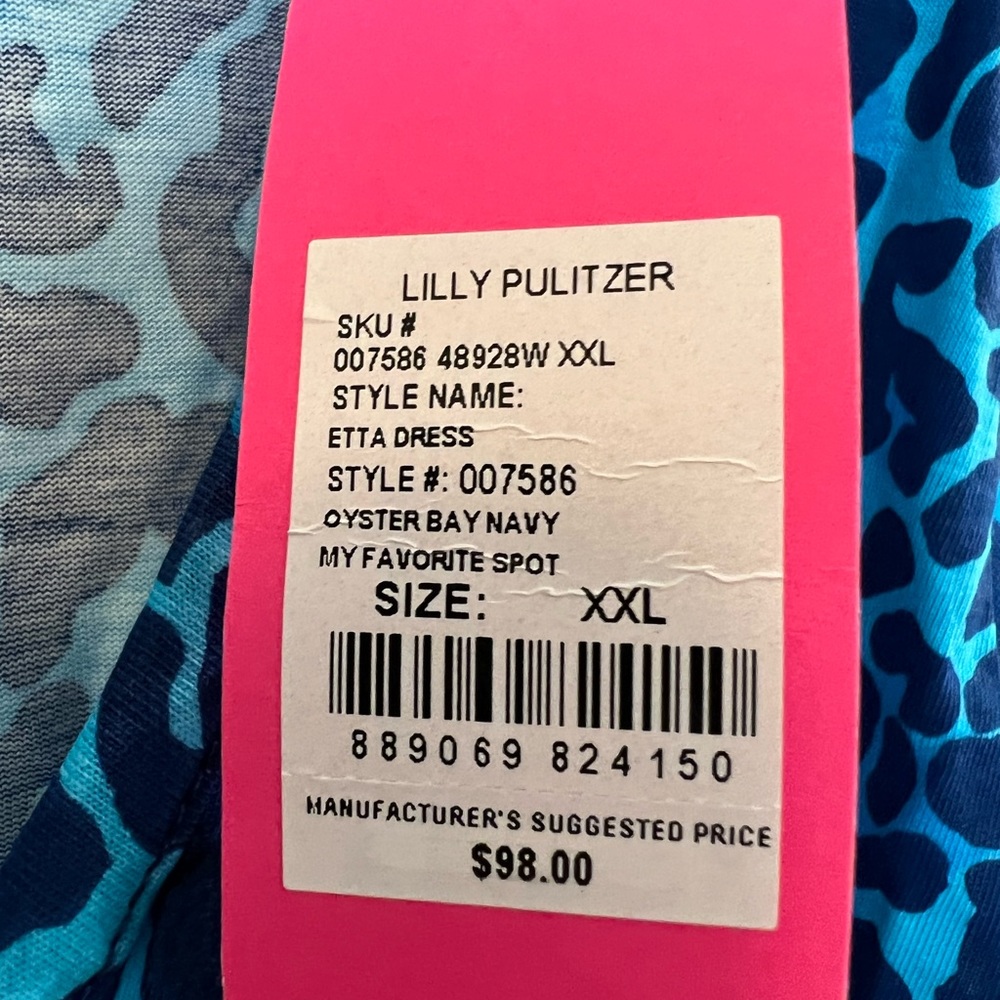 LILLY PULITZER
SKU #
007586 48928W XXL
STYLE NAME:
ETTA DRESS
STYLE #: 007586
OYSTER BAY NAVY
MY FAVORITE SPOT
SIZE: XXL
889069 824150
MANUFACTURER'S SUGGESTED PRICE
$98.00